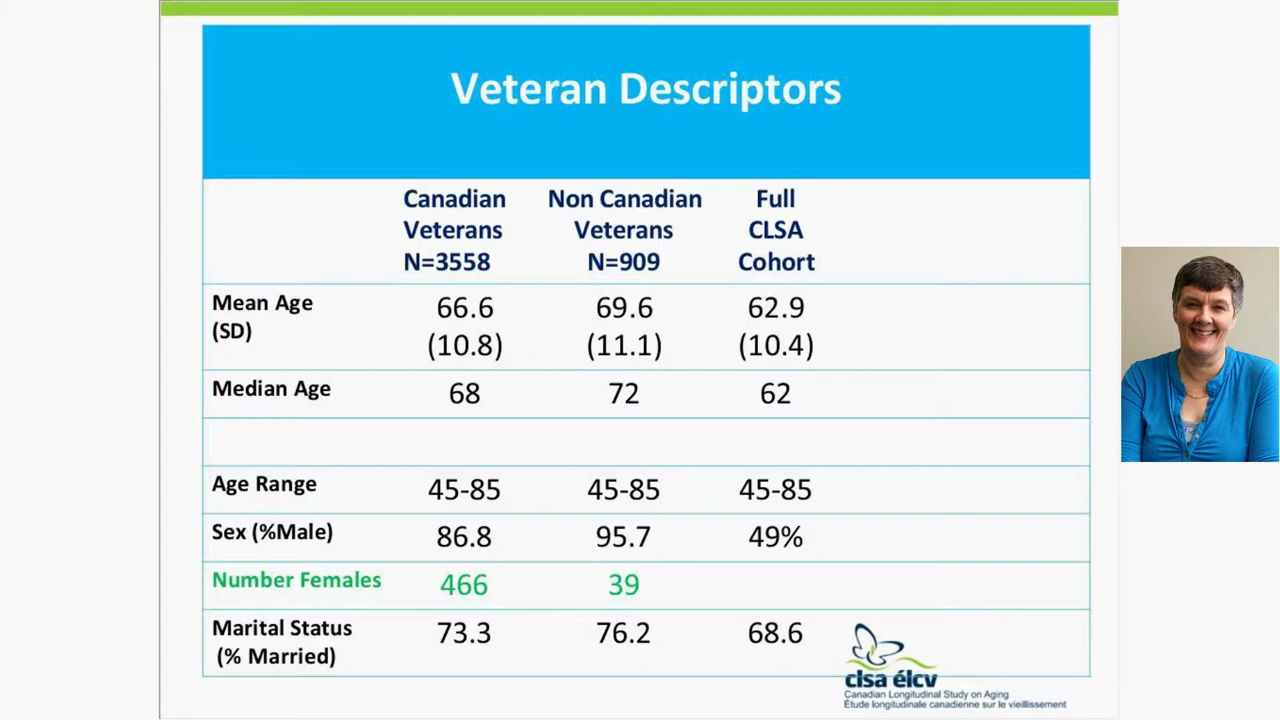 Veteran Descriptors
Canadian Veterans N=3558
Non Canadian Veterans N=909
Full CLSA Cohort
Mean Age (SD) 66.6 (10.8) 69.6 (11.1) 62.9 (10.4)
Median Age 68 72 62
Age Range 45-85 45-85 45-85
Sex (%Male) 86.8 95.7 49%
Number Females 466 39
Marital Status (% Married) 73.3 76.2 68.6
clsa élcv
Canadian Longitudinal Study on Aging
Étude longitudinale canadienne sur le vieillissement